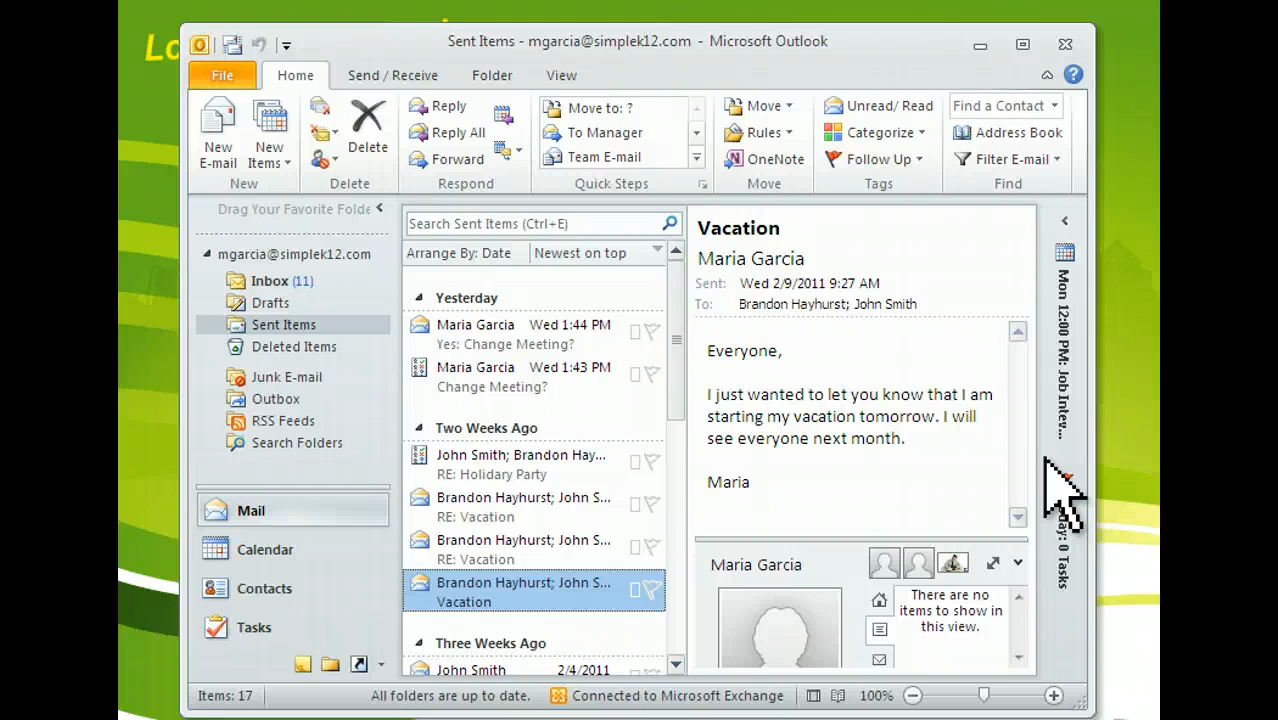 Lo
Sent Items - mgarcia@simplek12.com - Microsoft Outlook
File Home Send / Receive Folder View
New E-mail
New Items
New
Delete
Delete
Reply
Reply All
Forward
Respond
Move to: ?
To Manager
Team E-mail
Quick Steps
Move
Rules
OneNote
Move
Unread/ Read
Categorize
Follow Up
Tags
Find a Contact
Address Book
Filter E-mail
Find
Drag Your Favorite Folde
mgarcia@simplek12.com
Inbox (11)
Drafts
Sent Items
Deleted Items
Junk E-mail
Outbox
RSS Feeds
Search Folders
Mail
Calendar
Contacts
Tasks
Search Sent Items (Ctrl+E)
Arrange By: Date Newest on top
Yesterday
Maria Garcia Wed 1:44 PM
Yes: Change Meeting?
Maria Garcia Wed 1:43 PM
Change Meeting?
Two Weeks Ago
John Smith; Brandon Hay...
RE: Holidary Party
Brandon Hayhurst; John S...
RE: Vacation
Brandon Hayhurst; John S...
RE: Vacation
Brandon Hayhurst; John S...
Vacation
Three Weeks Ago
John Smith 2/4/2011
Vacation
Maria Garcia
Sent: Wed 2/9/2011 9:27 AM
To: Brandon Hayhurst; John Smith
Everyone,
I just wanted to let you know that I am
starting my vacation tomorrow. I will
see everyone next month.
Maria
Maria Garcia
There are no
items to show in
this view.
Mon 12:00 PM: Job Intev...
day: 0 Tasks
Items: 17 All folders are up to date. Connected to Microsoft Exchange 100%